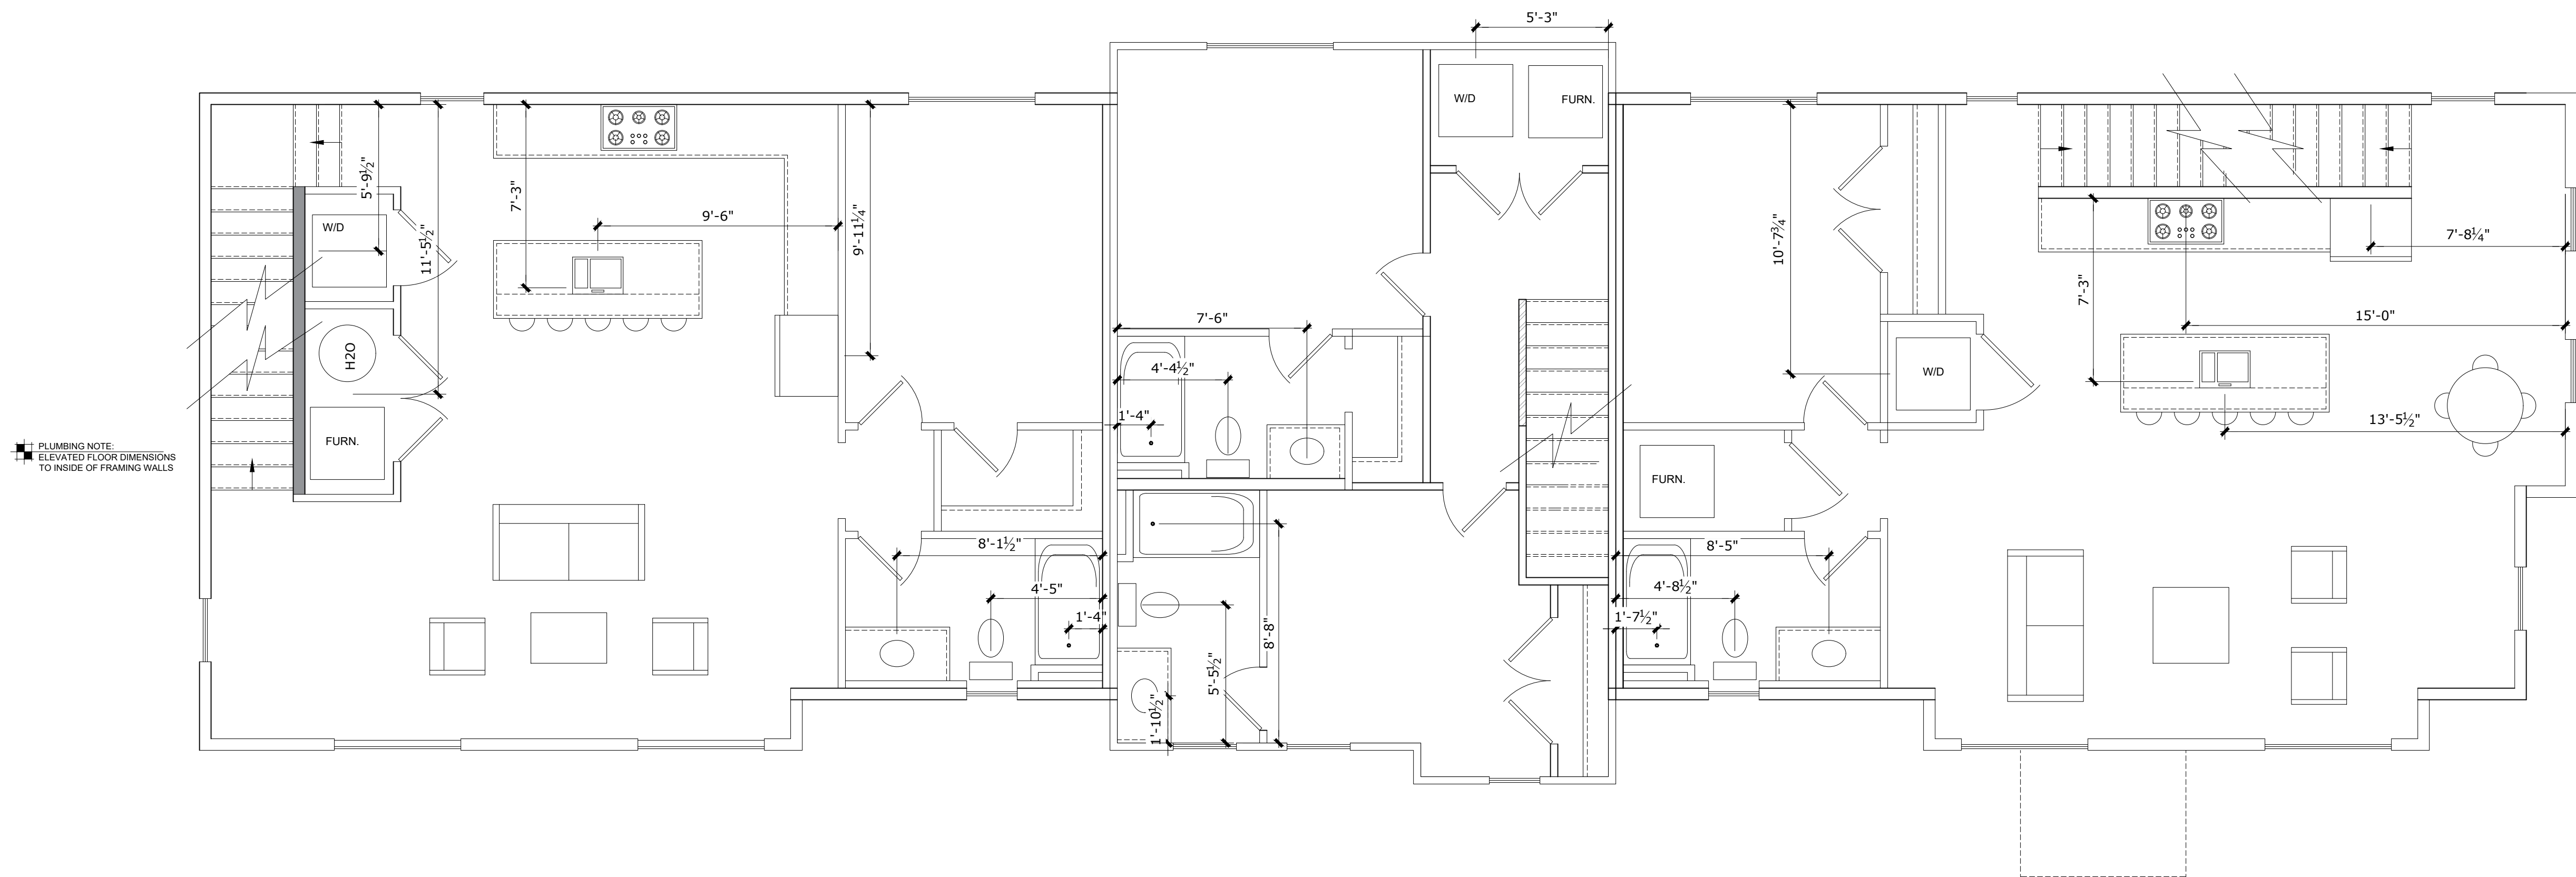 5'-3"
W/D
FURN.
5'-9½"
11'-5½"
7'-3"
9'-6"
9'-11¼"
W/D
H2O
FURN.
PLUMBING NOTE:
ELEVATED FLOOR DIMENSIONS
TO INSIDE OF FRAMING WALLS
7'-6"
4'-4½"
1'-4"
8'-1½"
4'-5"
1'-4"
8'-8"
5'-5½"
1'-10½"
10'-7¾"
W/D
FURN.
8'-5"
4'-8½"
1'-7½"
7'-8¼"
7'-3"
15'-0"
13'-5½"